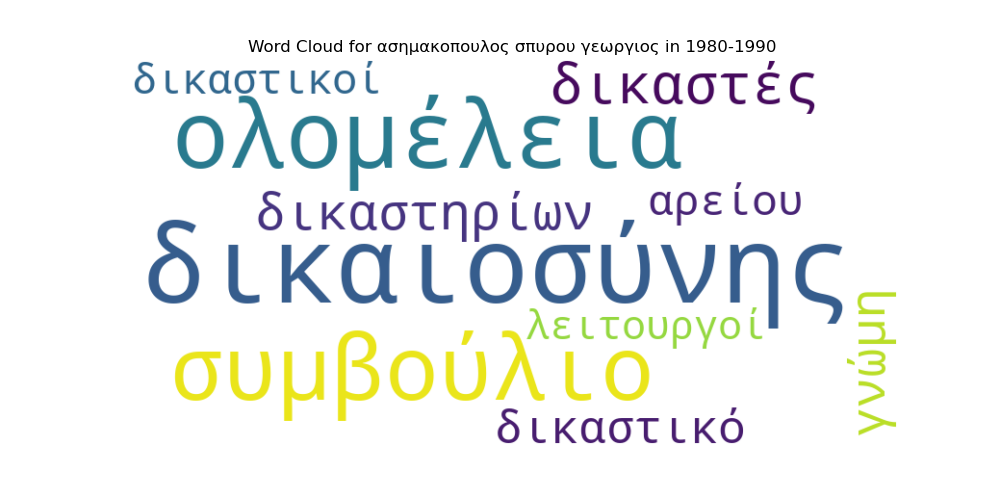 Word Cloud for ασημακοπουλος σπυρου γεωργιος in 1980-1990
δικαστικοί
δικαστές
ολομέλεια
δικαστηρίων
αρείου
δικαιοσύνης
λειτουργοί
γνώμη
συμβούλιο
δικαστικό